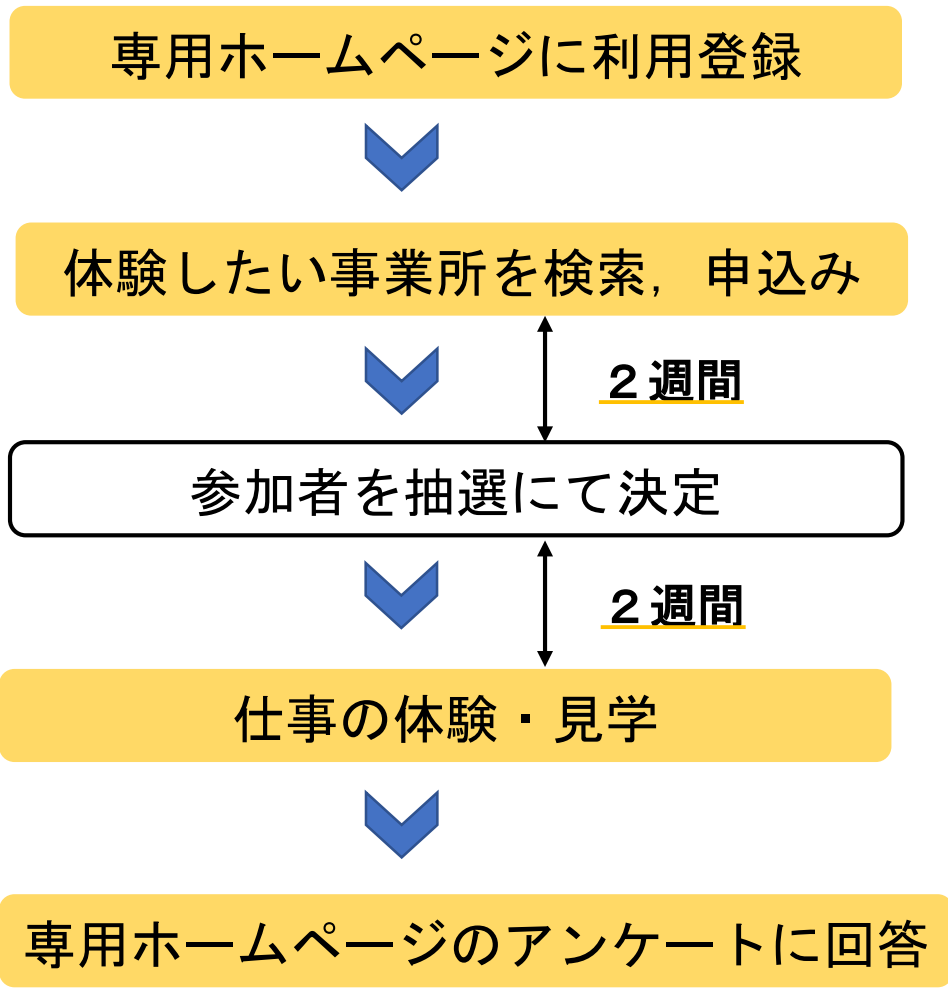 専用ホームページに利用登録
体験したい事業所を検索，申込み
２週間
参加者を抽選にて決定
２週間
仕事の体験・見学
専用ホームページのアンケートに回答